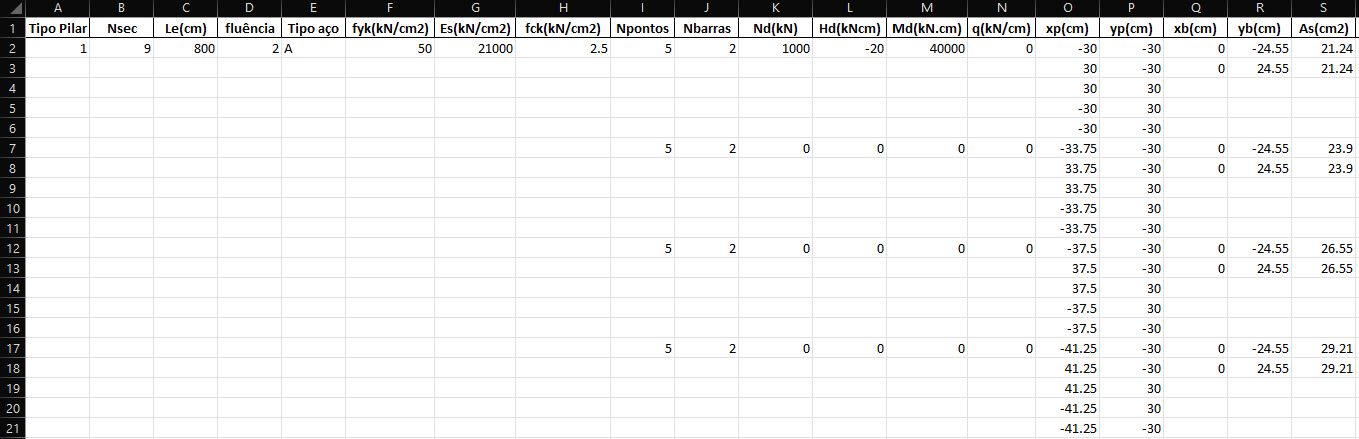 A B C D E F G H I J K L M N O P Q R S
1 Tipo Pilar Nsec Le(cm) fluência Tipo aço fyk(kN/cm2) Es(kN/cm2) fck(kN/cm2) Npontos Nbarras Nd(kN) Hd(kNcm) Md(kN.cm) q(kN/cm) xp(cm) yp(cm) xb(cm) yb(cm) As(cm2)
2 1 9 800 2 A 50 21000 2.5 5 2 1000 -20 40000 0 -30 -30 0 -24.55 21.24
3 30 -30 0 24.55 21.24
4 30 30
5 -30 30
6 -30 -30
7 5 2 0 0 0 0 -33.75 -30 0 -24.55 23.9
8 33.75 -30 0 24.55 23.9
9 33.75 30
10 -33.75 30
11 -33.75 -30
12 5 2 0 0 0 0 -37.5 -30 0 -24.55 26.55
13 37.5 -30 0 24.55 26.55
14 37.5 30
15 -37.5 30
16 -37.5 -30
17 5 2 0 0 0 0 -41.25 -30 0 -24.55 29.21
18 41.25 -30 0 24.55 29.21
19 41.25 30
20 -41.25 30
21 -41.25 -30